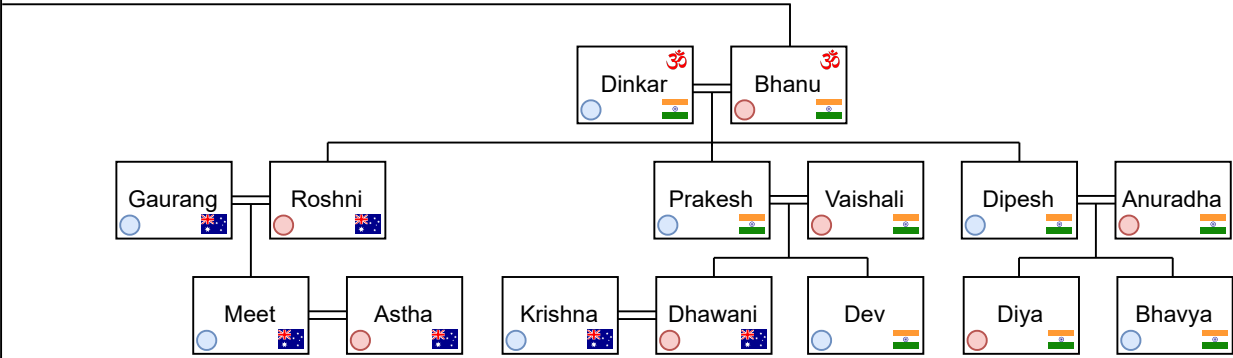 ॐ
ॐ
Dinkar
Bhanu
Gaurang
Roshni
Prakesh
Vaishali
Dipesh
Anuradha
Meet
Astha
Krishna
Dhawani
Dev
Diya
Bhavya